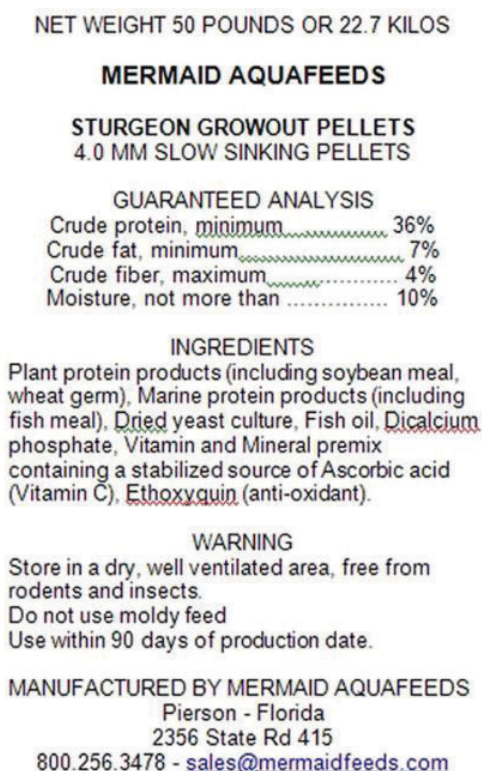 NET WEIGHT 50 POUNDS OR 22.7 KILOS
MERMAID AQUAFEEDS
STURGEON GROWOUT PELLETS
4.0 MM SLOW SINKING PELLETS
GUARANTEED ANALYSIS
Crude protein, minimum 36%
Crude fat, minimum 7%
Crude fiber, maximum ............ 4%
Moisture, not more than ............... 10%
INGREDIENTS
Plant protein products (including soybean meal,
wheat germ), Marine protein products (including
fish meal), Dried yeast culture, Fish oil, Dicalcium
phosphate, Vitamin and Mineral premix
containing a stabilized source of Ascorbic acid
(Vitamin C), Ethoxyquin (anti-oxidant).
WARNING
Store in a dry, well ventilated area, free from
rodents and insects.
Do not use moldy feed
Use within 90 days of production date.
MANUFACTURED BY MERMAID AQUAFEEDS
Pierson - Florida
2356 State Rd 415
800.256.3478 - sales@mermaidfeeds.com